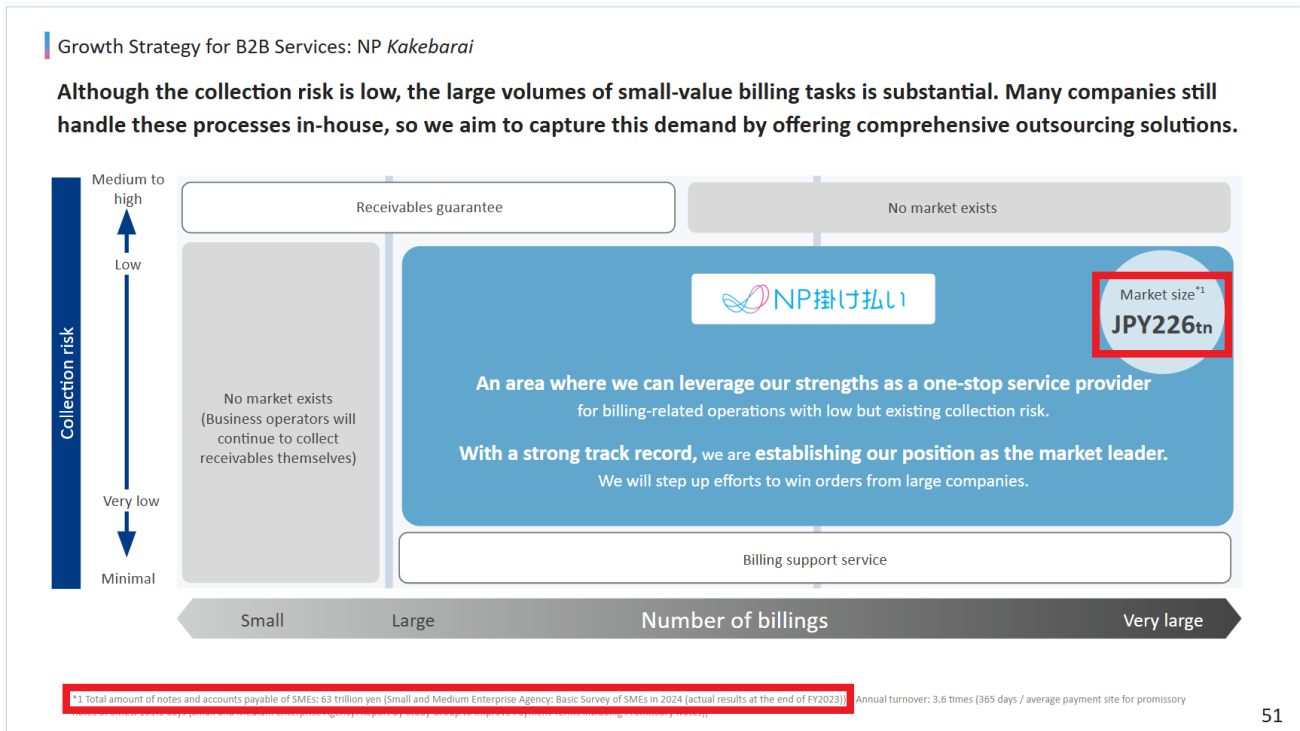 Growth Strategy for B2B Services: NP Kakebarai
Although the collection risk is low, the large volumes of small-value billing tasks is substantial. Many companies still
handle these processes in-house, so we aim to capture this demand by offering comprehensive outsourcing solutions.
Collection risk
Medium to
high
Low
Very low
Minimal
Receivables guarantee
No market exists
No market exists
(Business operators will
continue to collect
receivables themselves)
NP掛け払い
Market size*1
JPY226tn
An area where we can leverage our strengths as a one-stop service provider
for billing-related operations with low but existing collection risk.
With a strong track record, we are establishing our position as the market leader.
We will step up efforts to win orders from large companies.
Billing support service
Small
Large
Number of billings
Very large
*1 Total amount of notes and accounts payable of SMEs: 63 trillion yen (Small and Medium Enterprise Agency: Basic Survey of SMEs in 2024 (actual results at the end of FY2023)) Annual turnover: 3.6 times (365 days / average payment site for promissory
51